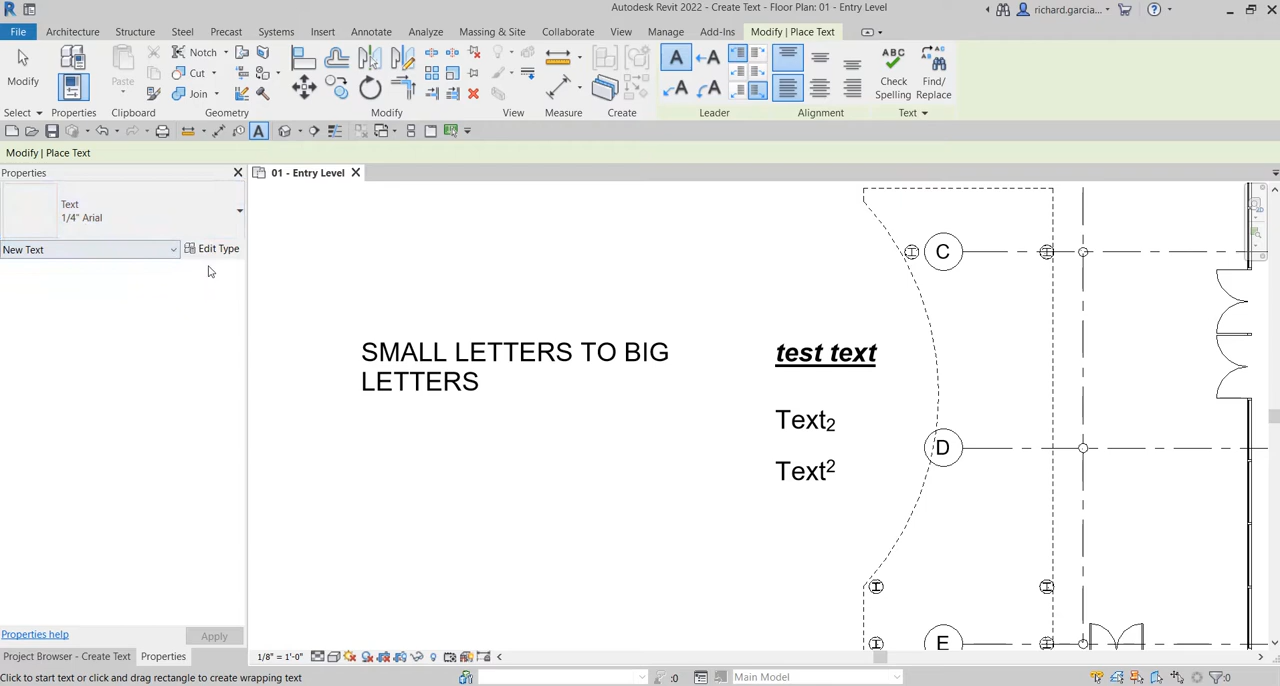 Autodesk Revit 2022 - Create Text - Floor Plan: 01 - Entry Level
richard.garcia...
File Architecture Structure Steel Precast Systems Insert Annotate Analyze Massing & Site Collaborate View Manage Add-Ins Modify | Place Text
Modify
Paste
Notch
Cut
Join
Check
Spelling
Find/
Replace
Select Properties Clipboard Geometry Modify View Measure Create Leader Alignment Text
Modify | Place Text
Properties
01 - Entry Level
Text
1/4" Arial
New Text
Edit Type
SMALL LETTERS TO BIG
LETTERS
test text
Text₂
Text²
C
D
E
Properties help
Apply
Project Browser - Create Text
Properties
1/8" = 1'-0"
Click to start text or click and drag rectangle to create wrapping text
:0
Main Model
:0